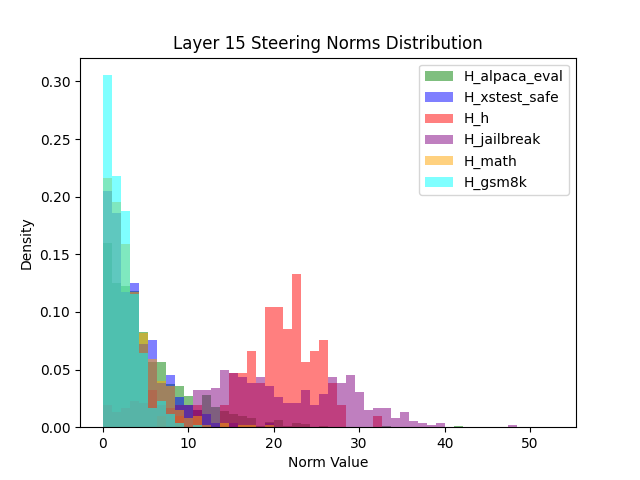 Layer 15 Steering Norms Distribution
H_alpaca_eval
H_xstest_safe
H_h
H_jailbreak
H_math
H_gsm8k
Density
0.30
0.25
0.20
0.15
0.10
0.05
0.00
0
10
20
30
40
50
Norm Value